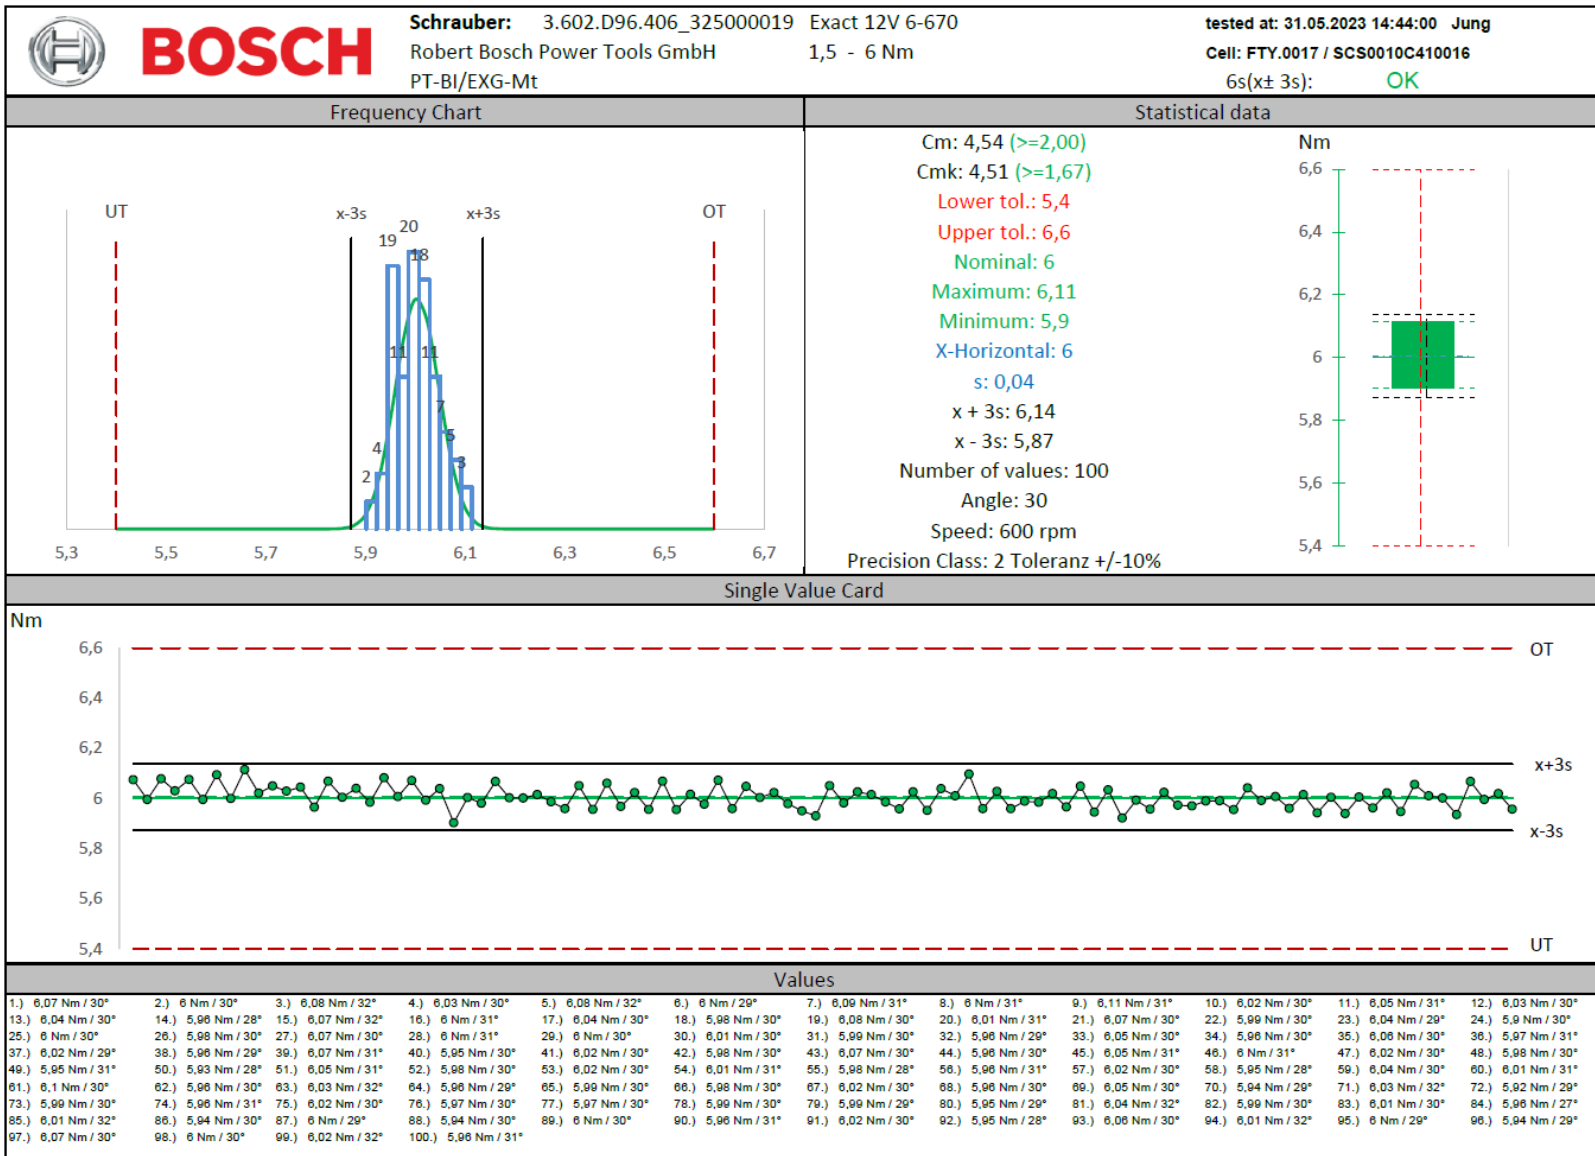 BOSCH
Schrauber: 3.602.D96.406_325000019 Exact 12V 6-670
Robert Bosch Power Tools GmbH 1,5 - 6 Nm
PT-BI/EXG-Mt
tested at: 31.05.2023 14:44:00 Jung
Cell: FTY.0017 / SCS0010C410016
6s(x± 3s): OK
Frequency Chart
UT x-3s x+3s OT
2 4 19 11 20 18 11 7 5 3
5,3 5,5 5,7 5,9 6,1 6,3 6,5 6,7
Statistical data
Cm: 4,54 (>=2,00)
Cmk: 4,51 (>=1,67)
Lower tol.: 5,4
Upper tol.: 6,6
Nominal: 6
Maximum: 6,11
Minimum: 5,9
X-Horizontal: 6
s: 0,04
x + 3s: 6,14
x - 3s: 5,87
Number of values: 100
Angle: 30
Speed: 600 rpm
Precision Class: 2 Toleranz +/-10%
Nm
6,6
6,4
6,2
6
5,8
5,6
5,4
Single Value Card
Nm
6,6 OT
6,4
6,2
x+3s
6
x-3s
5,8
5,6
5,4 UT
Values
1.) 6,07 Nm / 30° 2.) 6 Nm / 30° 3.) 6,08 Nm / 32° 4.) 6,03 Nm / 30° 5.) 6,08 Nm / 32° 6.) 6 Nm / 29° 7.) 6,09 Nm / 31° 8.) 6 Nm / 31° 9.) 6,11 Nm / 31° 10.) 6,02 Nm / 30° 11.) 6,05 Nm / 31° 12.) 6,03 Nm / 30°
13.) 6,04 Nm / 30° 14.) 5,96 Nm / 28° 15.) 6,07 Nm / 32° 16.) 6 Nm / 31° 17.) 6,04 Nm / 30° 18.) 5,98 Nm / 30° 19.) 6,08 Nm / 30° 20.) 6,01 Nm / 31° 21.) 6,07 Nm / 30° 22.) 5,99 Nm / 30° 23.) 6,04 Nm / 29° 24.) 5,9 Nm / 30°
25.) 6 Nm / 30° 26.) 5,98 Nm / 30° 27.) 6,07 Nm / 30° 28.) 6 Nm / 31° 29.) 6 Nm / 30° 30.) 6,01 Nm / 30° 31.) 5,99 Nm / 30° 32.) 5,96 Nm / 29° 33.) 6,05 Nm / 30° 34.) 5,96 Nm / 30° 35.) 6,06 Nm / 30° 36.) 5,97 Nm / 31°
37.) 6,02 Nm / 29° 38.) 5,96 Nm / 29° 39.) 6,07 Nm / 31° 40.) 5,95 Nm / 30° 41.) 6,02 Nm / 30° 42.) 5,98 Nm / 30° 43.) 6,07 Nm / 30° 44.) 5,96 Nm / 30° 45.) 6,05 Nm / 31° 46.) 6 Nm / 31° 47.) 6,02 Nm / 30° 48.) 5,98 Nm / 30°
49.) 5,95 Nm / 31° 50.) 5,93 Nm / 28° 51.) 6,05 Nm / 31° 52.) 5,98 Nm / 30° 53.) 6,02 Nm / 30° 54.) 6,01 Nm / 31° 55.) 5,98 Nm / 28° 56.) 5,96 Nm / 31° 57.) 6,02 Nm / 30° 58.) 5,95 Nm / 28° 59.) 6,04 Nm / 30° 60.) 6,01 Nm / 31°
61.) 6,1 Nm / 30° 62.) 5,96 Nm / 30° 63.) 6,03 Nm / 32° 64.) 5,96 Nm / 29° 65.) 5,99 Nm / 30° 66.) 5,98 Nm / 30° 67.) 6,02 Nm / 30° 68.) 5,96 Nm / 30° 69.) 6,05 Nm / 30° 70.) 5,94 Nm / 29° 71.) 6,03 Nm / 32° 72.) 5,92 Nm / 29°
73.) 5,99 Nm / 30° 74.) 5,96 Nm / 31° 75.) 6,02 Nm / 30° 76.) 5,97 Nm / 30° 77.) 5,97 Nm / 30° 78.) 5,99 Nm / 30° 79.) 5,99 Nm / 29° 80.) 5,95 Nm / 29° 81.) 6,04 Nm / 32° 82.) 5,99 Nm / 30° 83.) 6,01 Nm / 30° 84.) 5,96 Nm / 27°
85.) 6,01 Nm / 32° 86.) 5,94 Nm / 30° 87.) 6 Nm / 29° 88.) 5,94 Nm / 30° 89.) 6 Nm / 30° 90.) 5,96 Nm / 31° 91.) 6,02 Nm / 30° 92.) 5,95 Nm / 28° 93.) 6,06 Nm / 30° 94.) 6,01 Nm / 32° 95.) 6 Nm / 29° 96.) 5,94 Nm / 29°
97.) 6,07 Nm / 30° 98.) 6 Nm / 30° 99.) 6,02 Nm / 32° 100.) 5,96 Nm / 31°